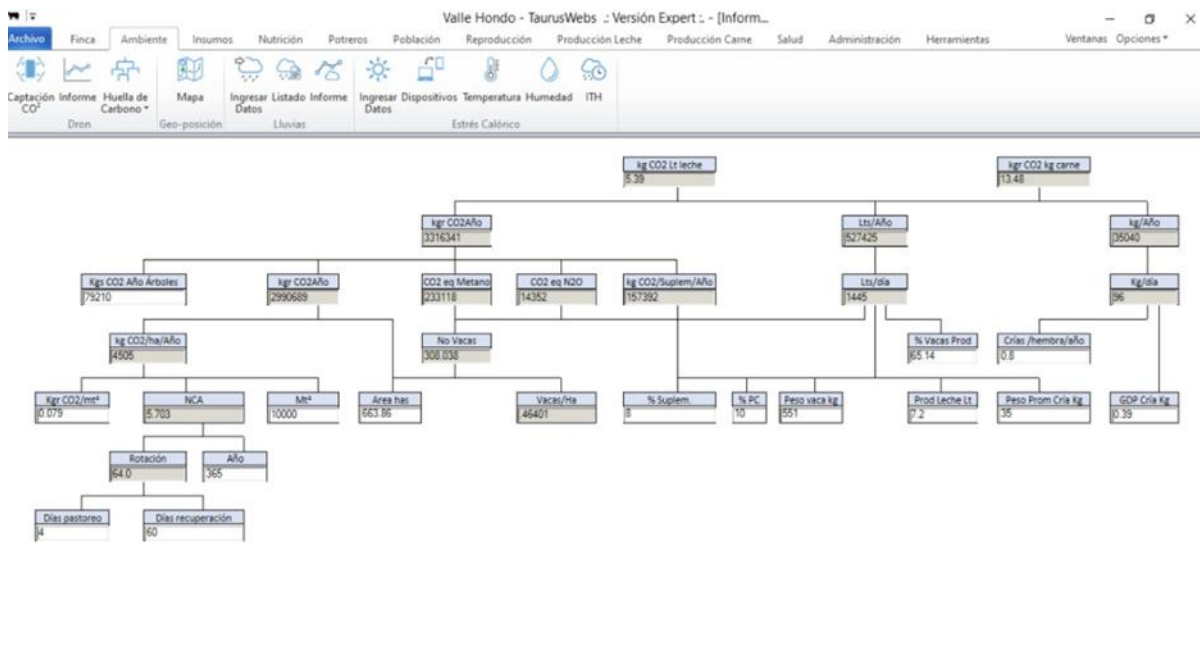 Valle Hondo - TaurusWebs .: Versión Expert :. - [Inform...
Archivo Finca Ambiente Insumos Nutrición Potreros Población Reproducción Producción Leche Producción Carne Salud Administración Herramientas Ventanas Opciones
Captación Informe Huella de Mapa Ingresar Listado Informe Ingresar Dispositivos Temperatura Humedad ITH
CO² Carbono Datos Datos
Dron Geo-posición Lluvias Estrés Calórico
kg CO2 Lt leche kgr CO2 kg carne
5.39 13.48
kgr CO2Año Lts/Año kg/Año
3316341 527425 35040
Kgs CO2 Año Árboles kgr CO2Año CO2 eq Metano CO2 eq N2O kg CO2/Suplem/Año Lts/día Kg/día
79210 2990689 233118 14352 157392 1445 96
kg CO2/ha/Año No Vacas % Vacas Prod Crías /hembra/año
4505 308.038 65.14 0.8
Kgr CO2/mt² NCA Mt² Area has Vacas/Ha % Suplem. % PC Peso vaca kg Prod Leche Lt Peso Prom Cría Kg GDP Cría Kg
0.079 5.703 10000 663.86 .46401 8 10 551 7.2 35 0.39
Rotación Año
64.0 365
Días pastoreo Días recuperación
4 60